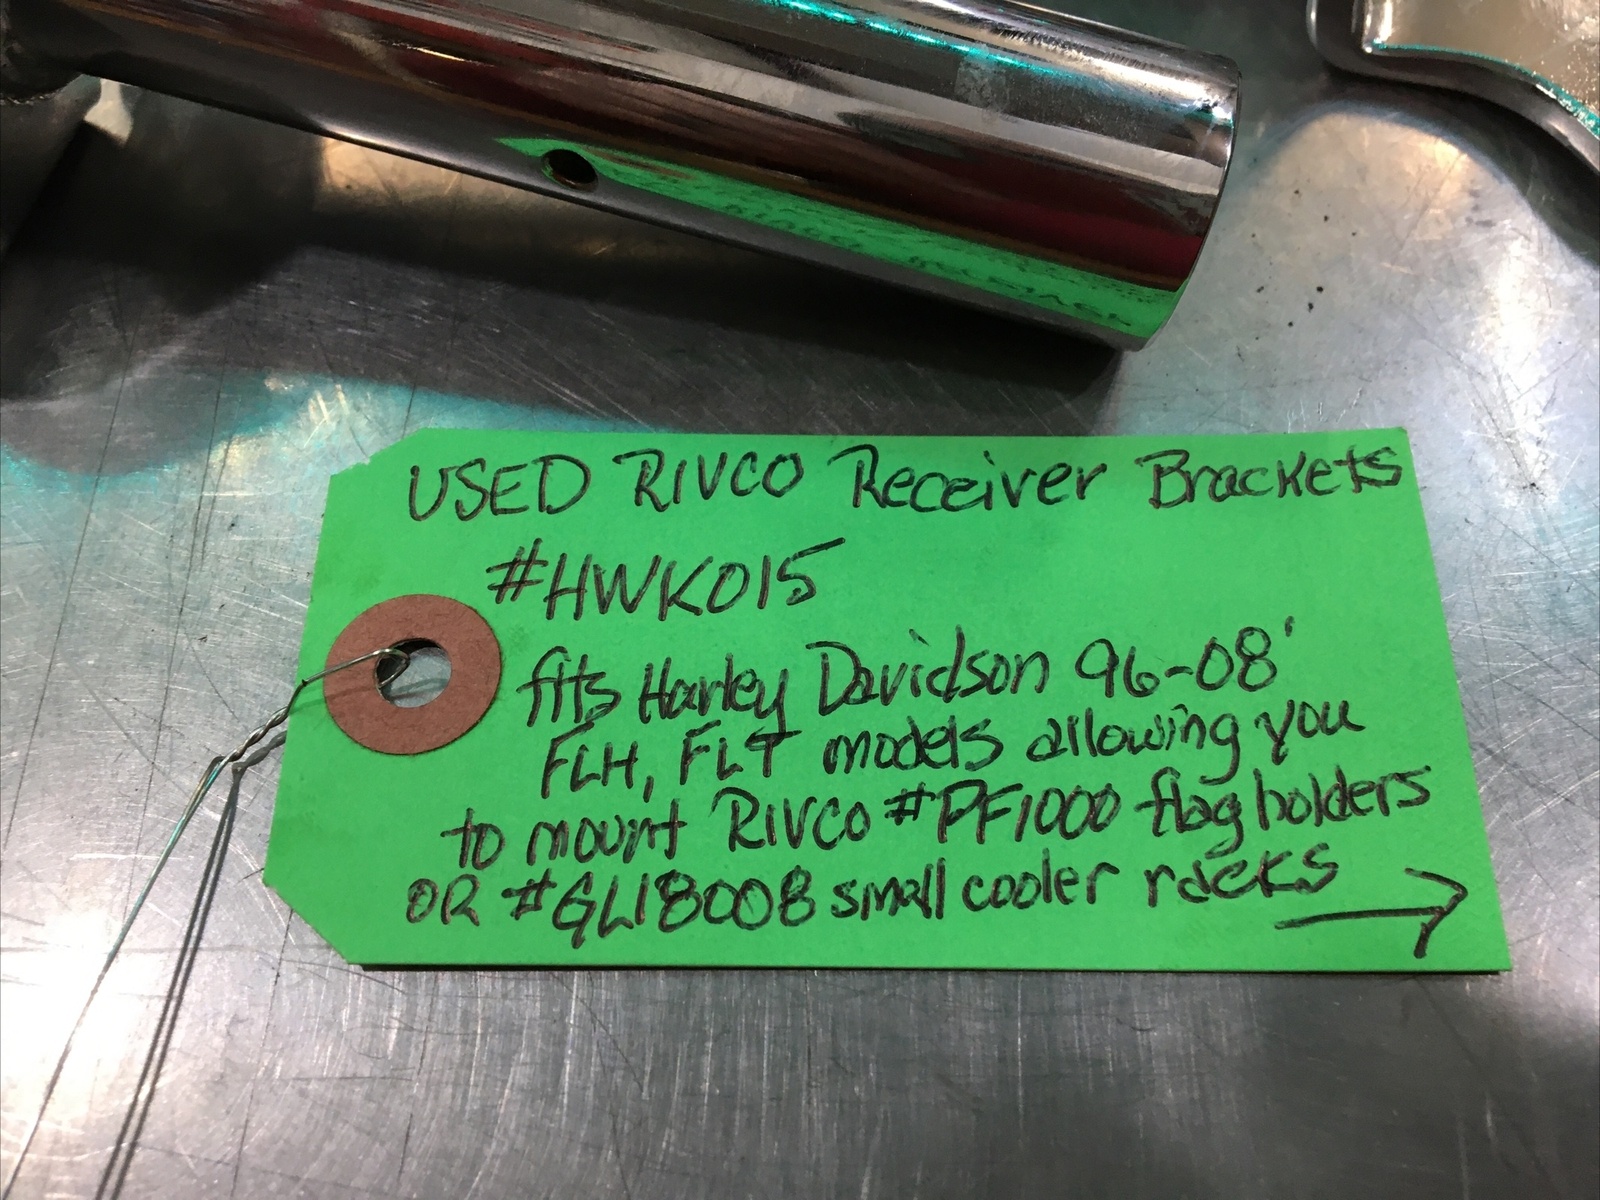 USED RIVCO Receiver Brackets
#HWK015
fits Harley Davidson 96-08'
FLH, FLT models allowing you
to mount RIVCO #PF1000 flag holders
OR #GL18008 small cooler racks →